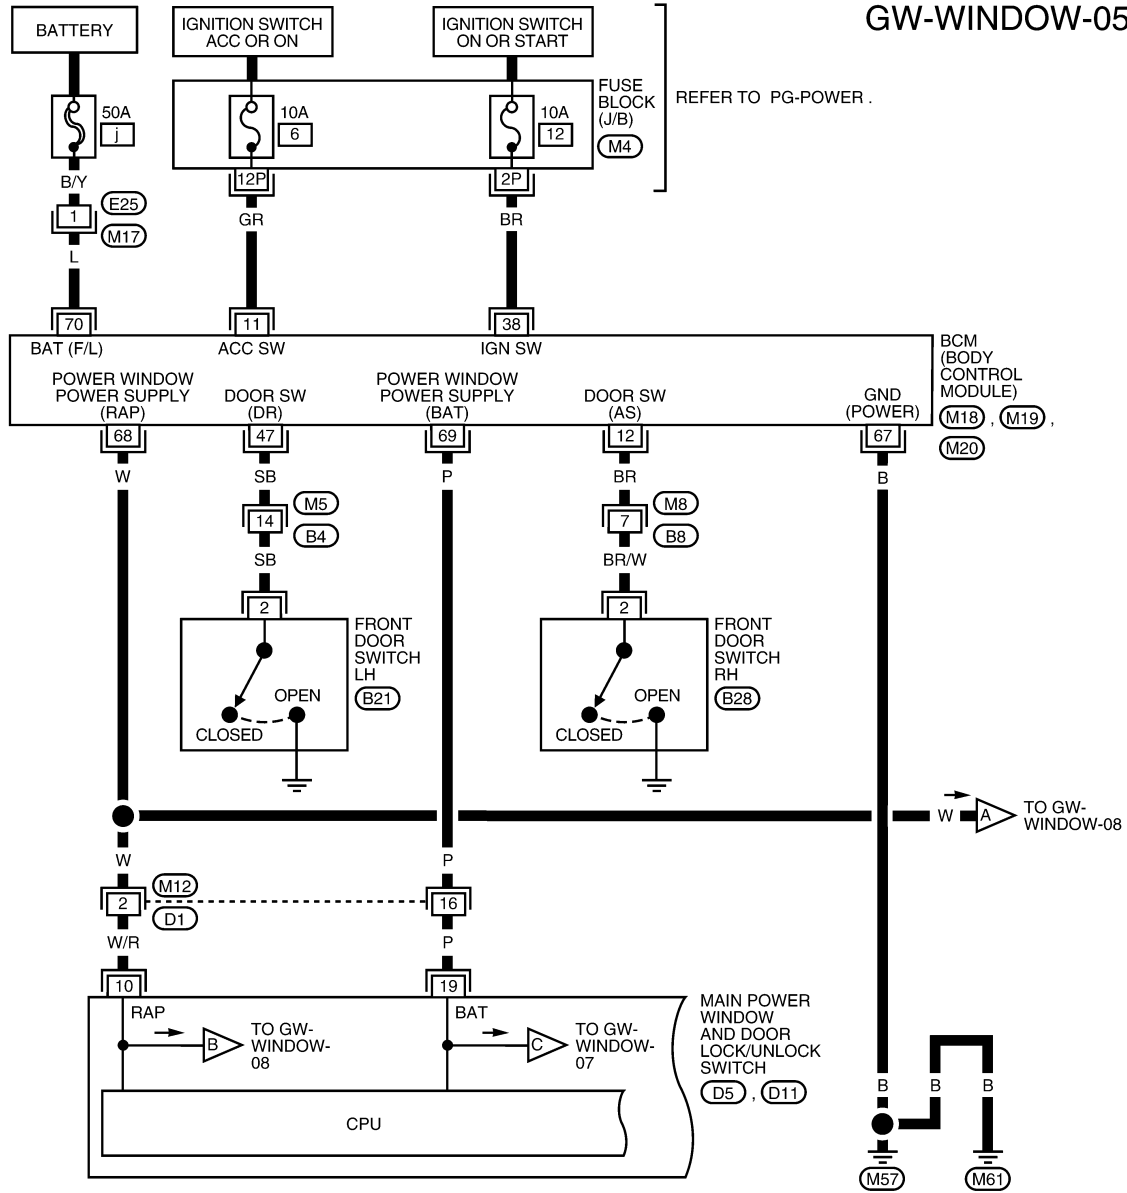 GW-WINDOW-05
BATTERY
IGNITION SWITCH
ACC OR ON
IGNITION SWITCH
ON OR START
50A
j
10A
6
10A
12
FUSE
BLOCK
(J/B)
M4
REFER TO PG-POWER .
12P
2P
B/Y
1
E25
M17
L
GR
BR
70
11
38
BAT (F/L)
ACC SW
IGN SW
BCM
(BODY
CONTROL
MODULE)
M18 , M19 ,
M20
POWER WINDOW
POWER SUPPLY
(RAP)
DOOR SW
(DR)
POWER WINDOW
POWER SUPPLY
(BAT)
DOOR SW
(AS)
GND
(POWER)
68
47
69
12
67
W
SB
P
BR
B
14
M5
B4
7
M8
B8
SB
BR/W
2
2
FRONT
DOOR
SWITCH
LH
B21
OPEN
CLOSED
FRONT
DOOR
SWITCH
RH
B28
OPEN
CLOSED
W
A
TO GW-
WINDOW-08
W
P
2
M12
D1
16
W/R
P
10
19
RAP
BAT
B
TO GW-
WINDOW-
08
C
TO GW-
WINDOW-
07
MAIN POWER
WINDOW
AND DOOR
LOCK/UNLOCK
SWITCH
D5 , D11
CPU
B
B
B
M57
M61